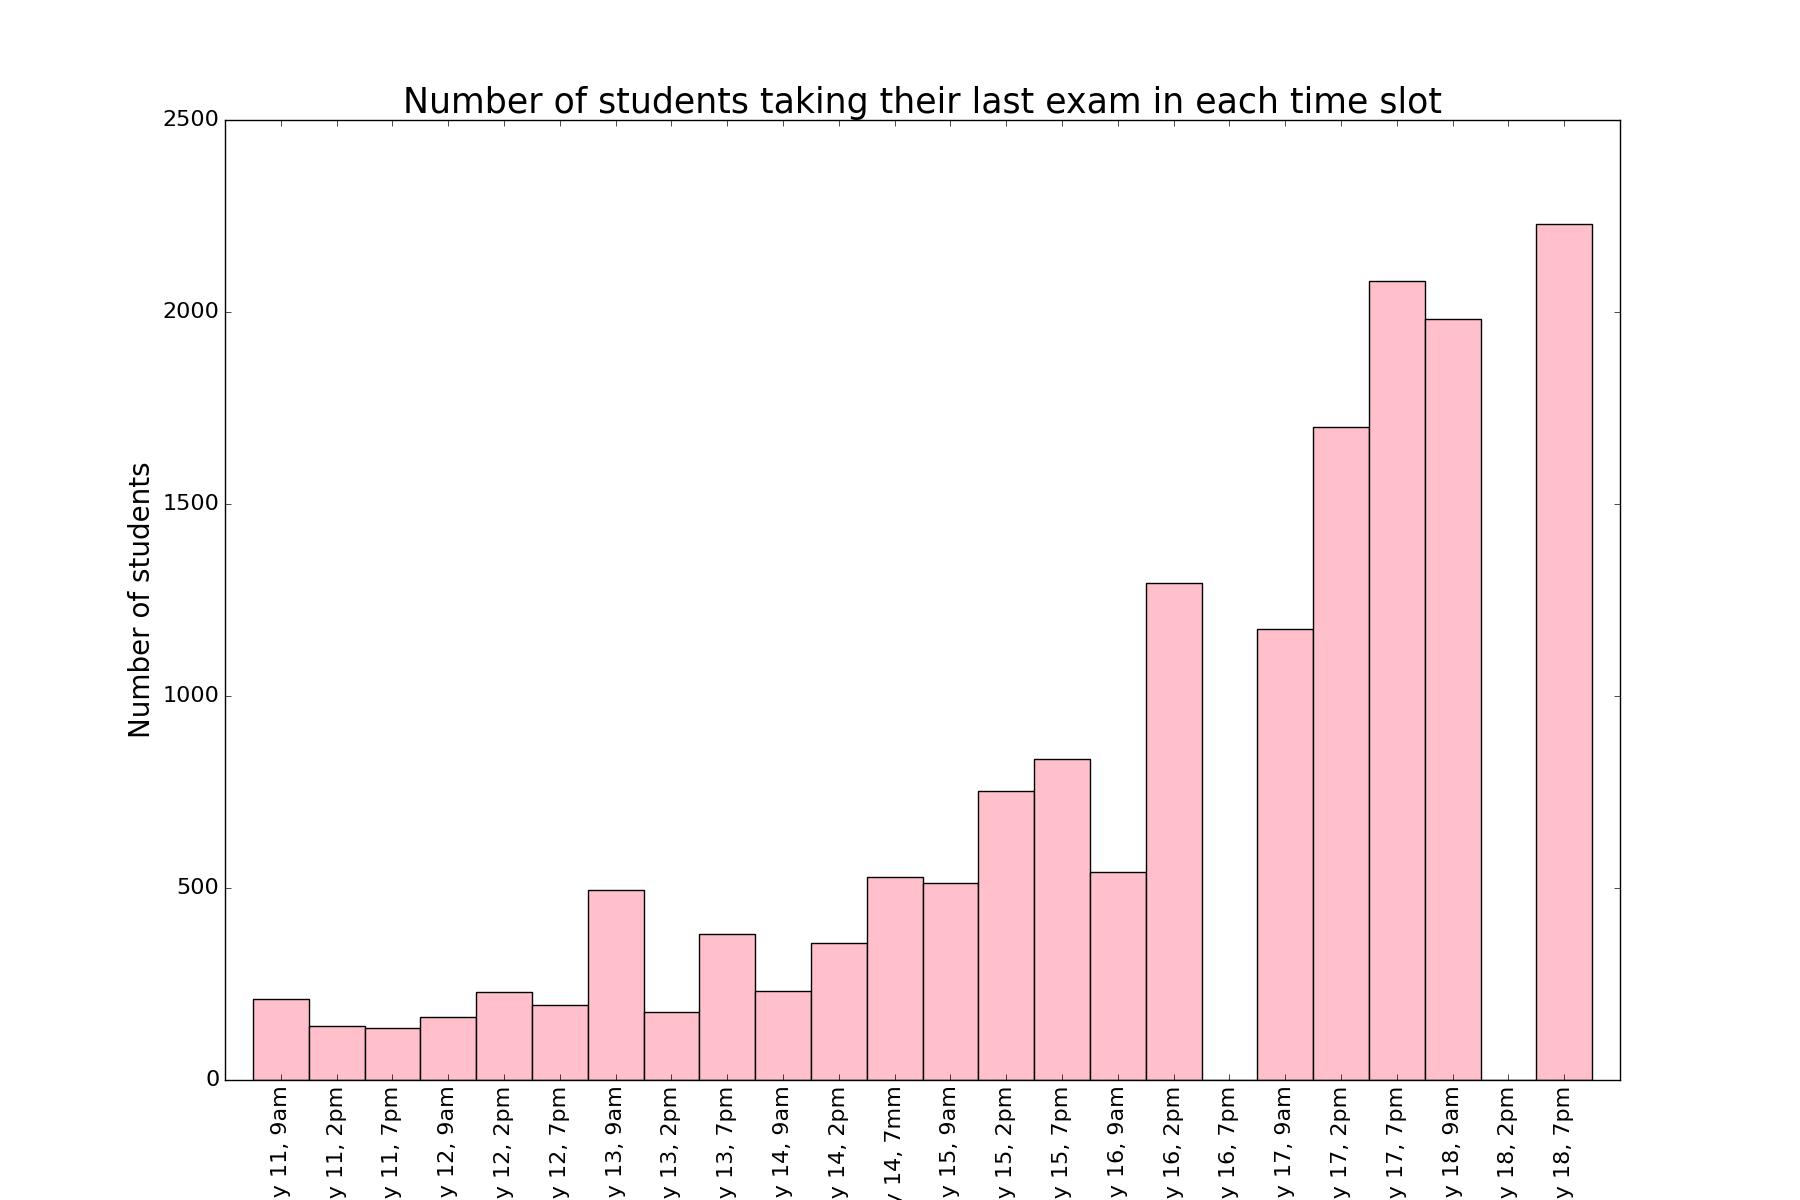 Number of students taking their last exam in each time slot
Number of students
2500
2000
1500
1000
500
0
y 11, 9am
y 11, 2pm
y 11, 7pm
y 12, 9am
y 12, 2pm
y 12, 7pm
y 13, 9am
y 13, 2pm
y 13, 7pm
y 14, 9am
y 14, 2pm
y 14, 7mm
y 15, 9am
y 15, 2pm
y 15, 7pm
y 16, 9am
y 16, 2pm
y 16, 7pm
y 17, 9am
y 17, 2pm
y 17, 7pm
y 18, 9am
y 18, 2pm
y 18, 7pm